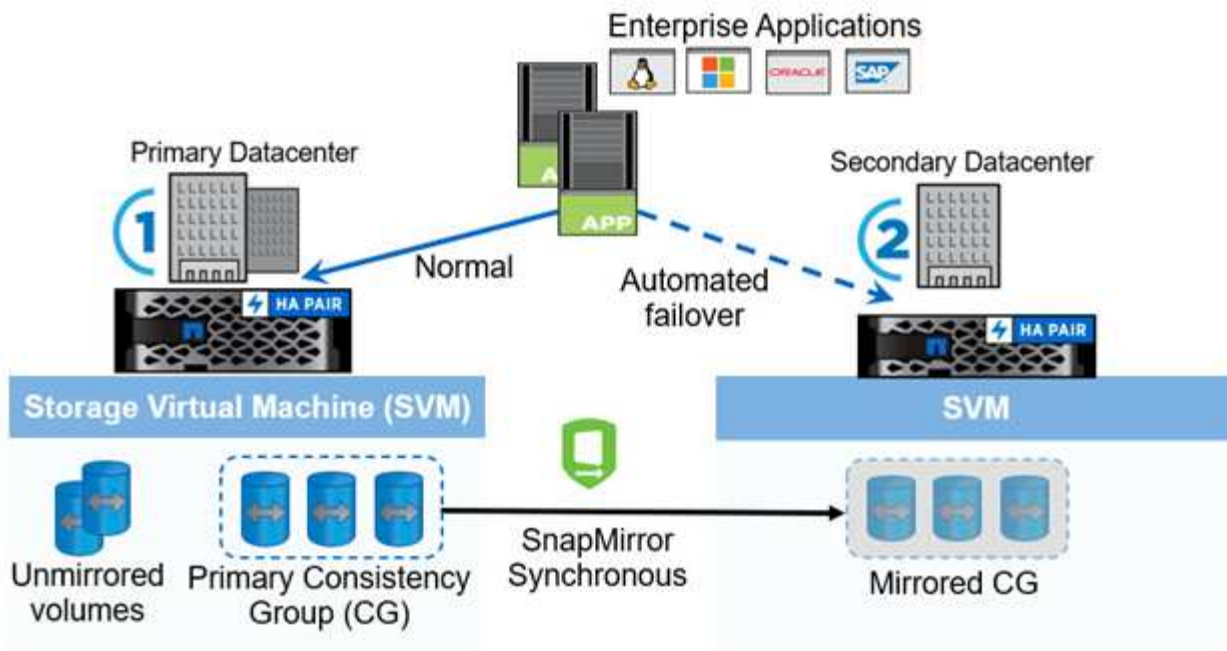 Enterprise Applications
ORACLE
SAP
Primary Datacenter
Secondary Datacenter
A
APP
1
2
Normal
Automated
failover
HA PAIR
HA PAIR
Storage Virtual Machine (SVM)
SVM
Unmirrored
volumes
Primary Consistency
Group (CG)
SnapMirror
Synchronous
Mirrored CG